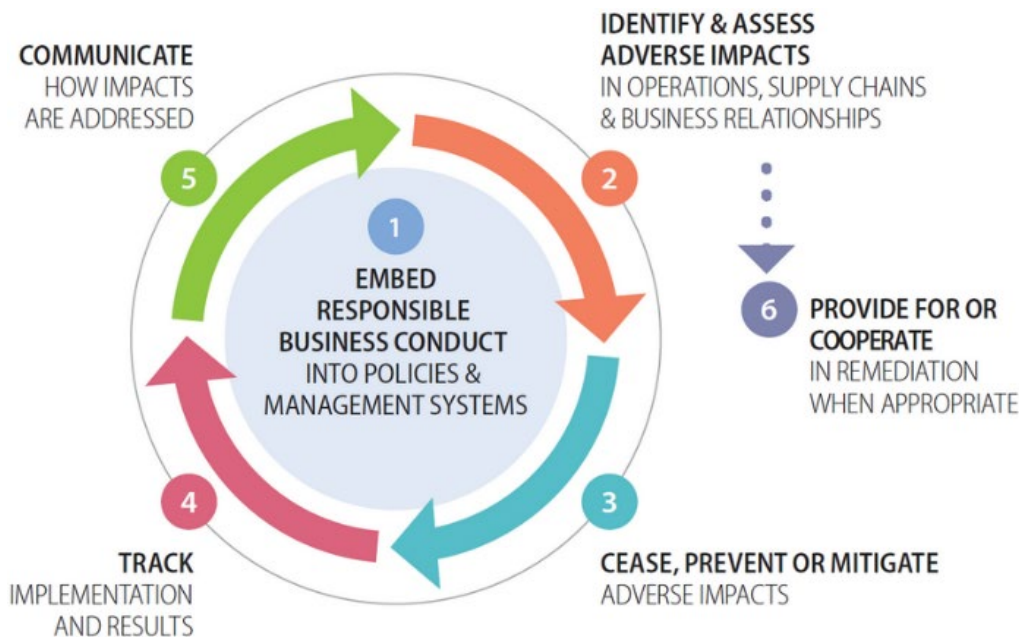 COMMUNICATE
HOW IMPACTS
ARE ADDRESSED
5
IDENTIFY & ASSESS
ADVERSE IMPACTS
IN OPERATIONS, SUPPLY CHAINS
& BUSINESS RELATIONSHIPS
2
1
EMBED
RESPONSIBLE
BUSINESS CONDUCT
INTO POLICIES &
MANAGEMENT SYSTEMS
6
PROVIDE FOR OR
COOPERATE
IN REMEDIATION
WHEN APPROPRIATE
4
TRACK
IMPLEMENTATION
AND RESULTS
3
CEASE, PREVENT OR MITIGATE
ADVERSE IMPACTS